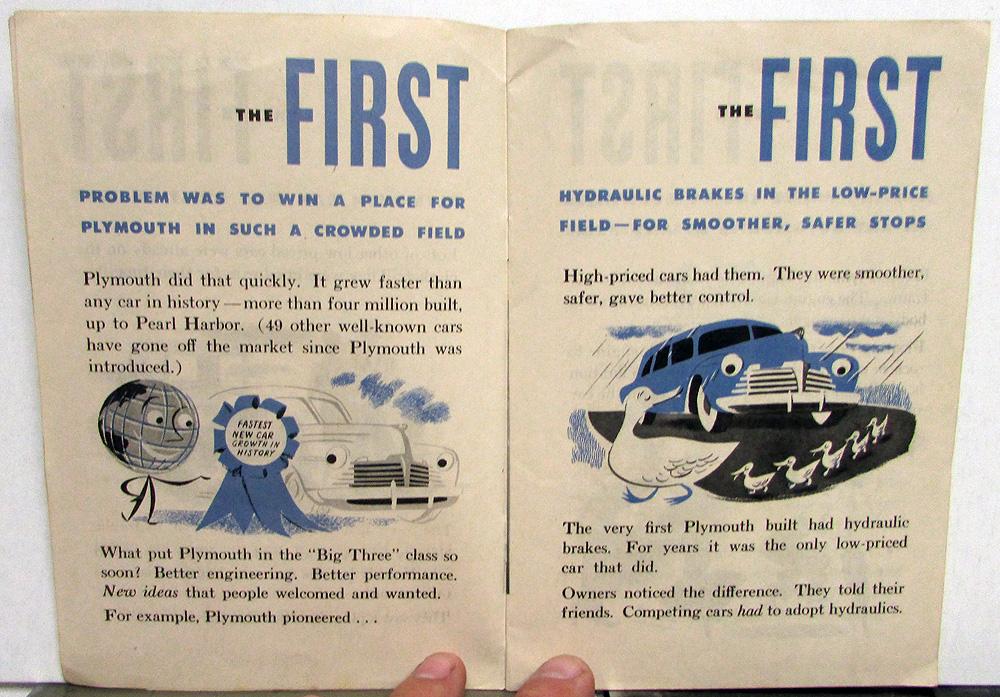 THE FIRST
PROBLEM WAS TO WIN A PLACE FOR
PLYMOUTH IN SUCH A CROWDED FIELD
Plymouth did that quickly. It grew faster than
any car in history—more than four million built,
up to Pearl Harbor. (49 other well-known cars
have gone off the market since Plymouth was
introduced.)
FASTEST
NEW CAR
GROWTH IN
HISTORY
What put Plymouth in the "Big Three" class so
soon? Better engineering. Better performance.
New ideas that people welcomed and wanted.
For example, Plymouth pioneered . . .
THE FIRST
HYDRAULIC BRAKES IN THE LOW-PRICE
FIELD—FOR SMOOTHER, SAFER STOPS
High-priced cars had them. They were smoother,
safer, gave better control.
The very first Plymouth built had hydraulic
brakes. For years it was the only low-priced
car that did.
Owners noticed the difference. They told their
friends. Competing cars had to adopt hydraulics.